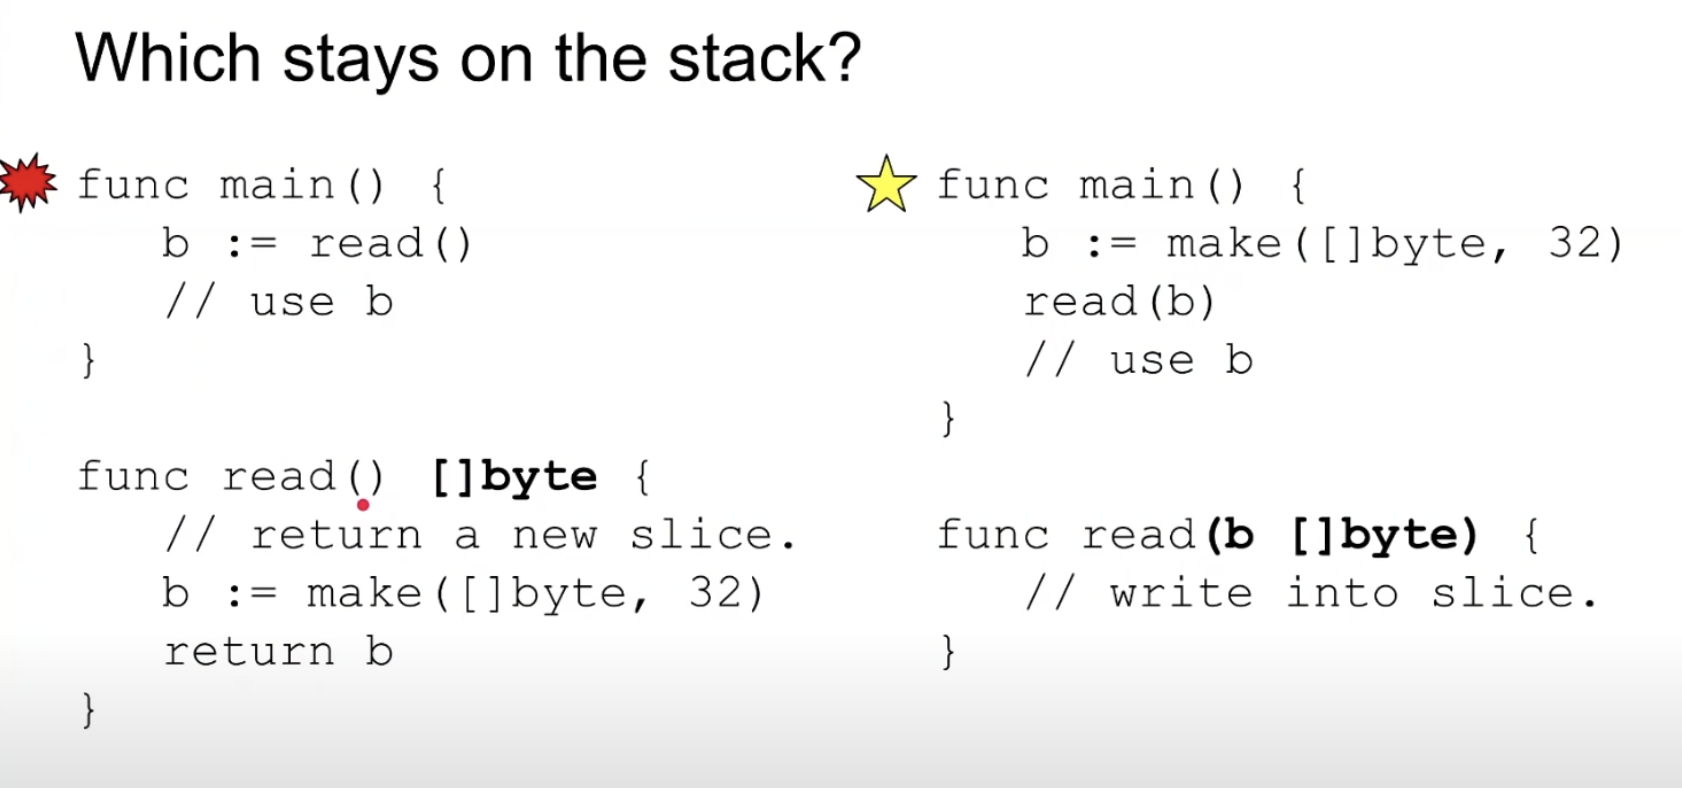 Which stays on the stack?
func main() {
b := read()
// use b
}
func read() []byte {
// return a new slice.
b := make([]byte, 32)
return b
}
func main() {
b := make([]byte, 32)
read(b)
// use b
}
func read(b []byte) {
// write into slice.
}